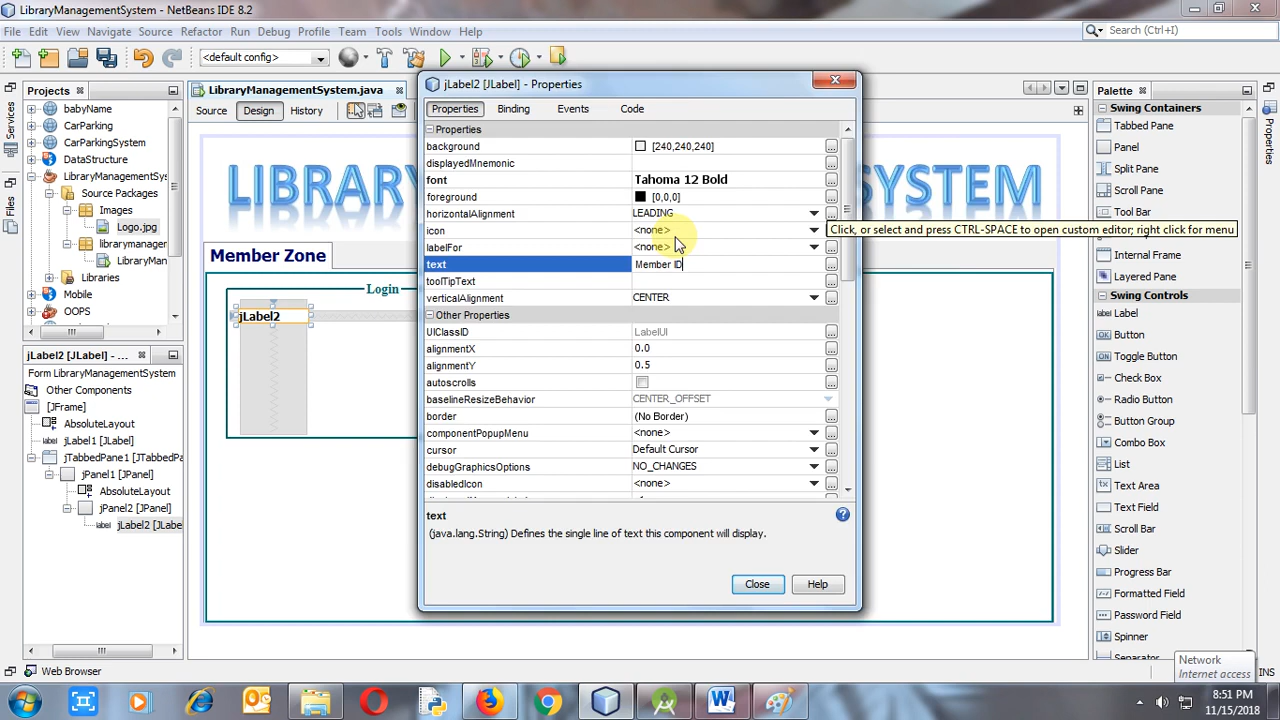 LibraryManagementSystem - NetBeans IDE 8.2
File Edit View Navigate Source Refactor Run Debug Profile Team Tools Window Help
Search (Ctrl+I)
<default config>
Projects
babyName
CarParking
CarParkingSystem
DataStructure
LibraryManagementSys
Source Packages
Images
Logo.jpg
librarymanager
LibraryMan
Libraries
Mobile
OOPS
Services
Files
jLabel2 [JLabel] - ...
Form LibraryManagementSystem
Other Components
[JFrame]
AbsoluteLayout
jLabel1 [JLabel]
jTabbedPane1 [JTabbedP
jPanel1 [JPanel]
AbsoluteLayout
jPanel2 [JPanel]
jLabel2 [JLabe
LibraryManagementSystem.java
Source Design History
LIBRARY
SYSTEM
Member Zone
Login
jLabel2
jLabel2 [JLabel] - Properties
Properties Binding Events Code
Properties
background [240,240,240] ...
displayedMnemonic ...
font Tahoma 12 Bold ...
foreground [0,0,0] ...
horizontalAlignment LEADING ...
icon <none> ...
labelFor <none> ...
text Member ID ...
toolTipText ...
verticalAlignment CENTER ...
Other Properties
UIClassID LabelUI ...
alignmentX 0.0 ...
alignmentY 0.5 ...
autoscrolls ...
baselineResizeBehavior CENTER_OFFSET ...
border (No Border) ...
componentPopupMenu <none> ...
cursor Default Cursor ...
debugGraphicsOptions NO_CHANGES ...
disabledIcon <none> ...
text
(java.lang.String) Defines the single line of text this component will display.
Close Help
Click, or select and press CTRL-SPACE to open custom editor; right click for menu
Palette
Swing Containers
Tabbed Pane
Panel
Split Pane
Scroll Pane
Tool Bar
Internal Frame
Layered Pane
Swing Controls
Label
Button
Toggle Button
Check Box
Radio Button
Button Group
Combo Box
List
Text Area
Text Field
Scroll Bar
Slider
Progress Bar
Formatted Field
Password Field
Spinner
Separator
Properties
Web Browser
INS
Network
Internet access
8:51 PM
11/15/2018